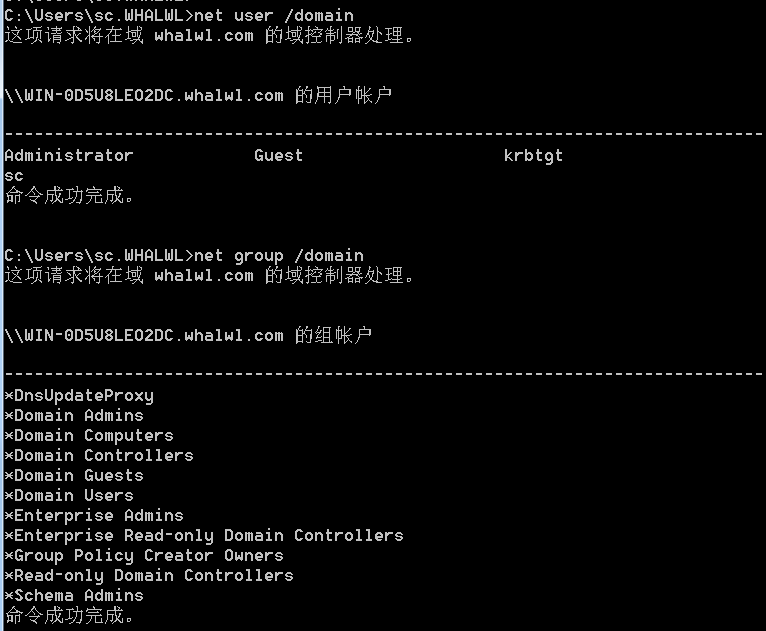 C:\Users\sc.WHALWL>net user /domain
这项请求将在域 whalwl.com 的域控制器处理。
\\WIN-0D5U8LEO2DC.whalwl.com 的用户帐户
-------------------------------------------------------------------------------
Administrator            Guest                    krbtgt
sc
命令成功完成。
C:\Users\sc.WHALWL>net group /domain
这项请求将在域 whalwl.com 的域控制器处理。
\\WIN-0D5U8LEO2DC.whalwl.com 的组帐户
-------------------------------------------------------------------------------
*DnsUpdateProxy
*Domain Admins
*Domain Computers
*Domain Controllers
*Domain Guests
*Domain Users
*Enterprise Admins
*Enterprise Read-only Domain Controllers
*Group Policy Creator Owners
*Read-only Domain Controllers
*Schema Admins
命令成功完成。